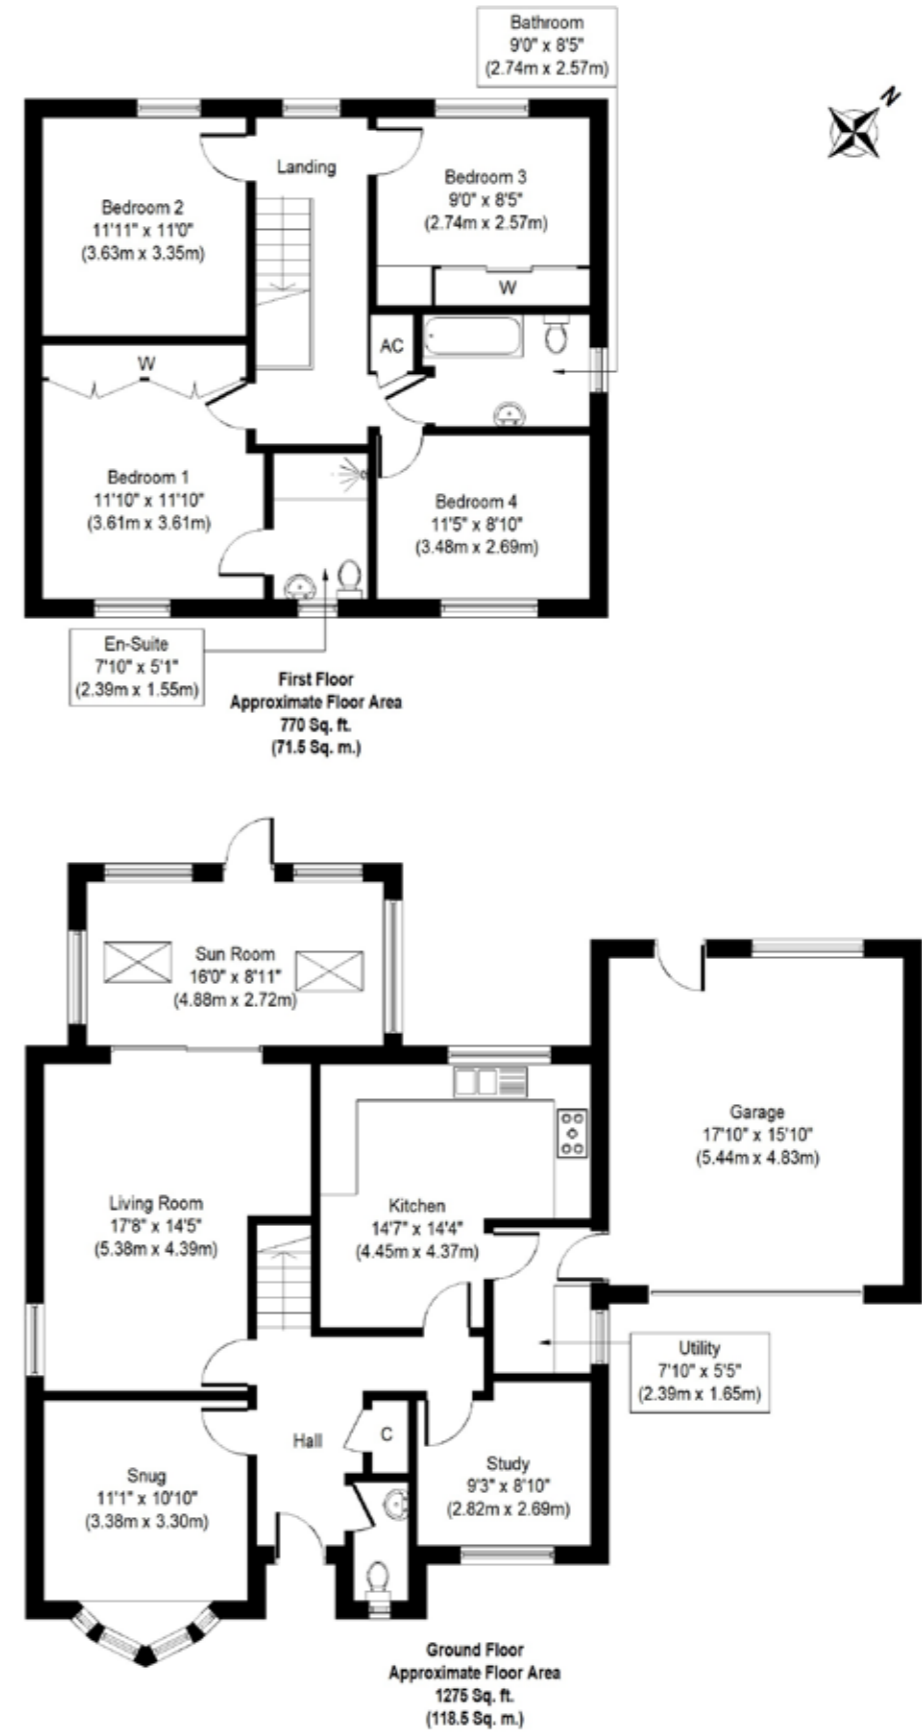 Bathroom
9'0" x 8'5"
(2.74m x 2.57m)
N
Landing
Bedroom 3
9'0" x 8'5"
(2.74m x 2.57m)
Bedroom 2
11'11" x 11'0"
(3.63m x 3.35m)
W
AC
W
Bedroom 1
11'10" x 11'10"
(3.61m x 3.61m)
Bedroom 4
11'5" x 8'10"
(3.48m x 2.69m)
En-Suite
7'10" x 5'1"
(2.39m x 1.55m)
First Floor
Approximate Floor Area
770 Sq. ft.
(71.5 Sq. m.)
Sun Room
16'0" x 8'11"
(4.88m x 2.72m)
Garage
17'10" x 15'10"
(5.44m x 4.83m)
Living Room
17'8" x 14'5"
(5.38m x 4.39m)
Kitchen
14'7" x 14'4"
(4.45m x 4.37m)
Utility
7'10" x 5'5"
(2.39m x 1.65m)
Hall
C
Study
9'3" x 8'10"
(2.82m x 2.69m)
Snug
11'1" x 10'10"
(3.38m x 3.30m)
Ground Floor
Approximate Floor Area
1275 Sq. ft.
(118.5 Sq. m.)